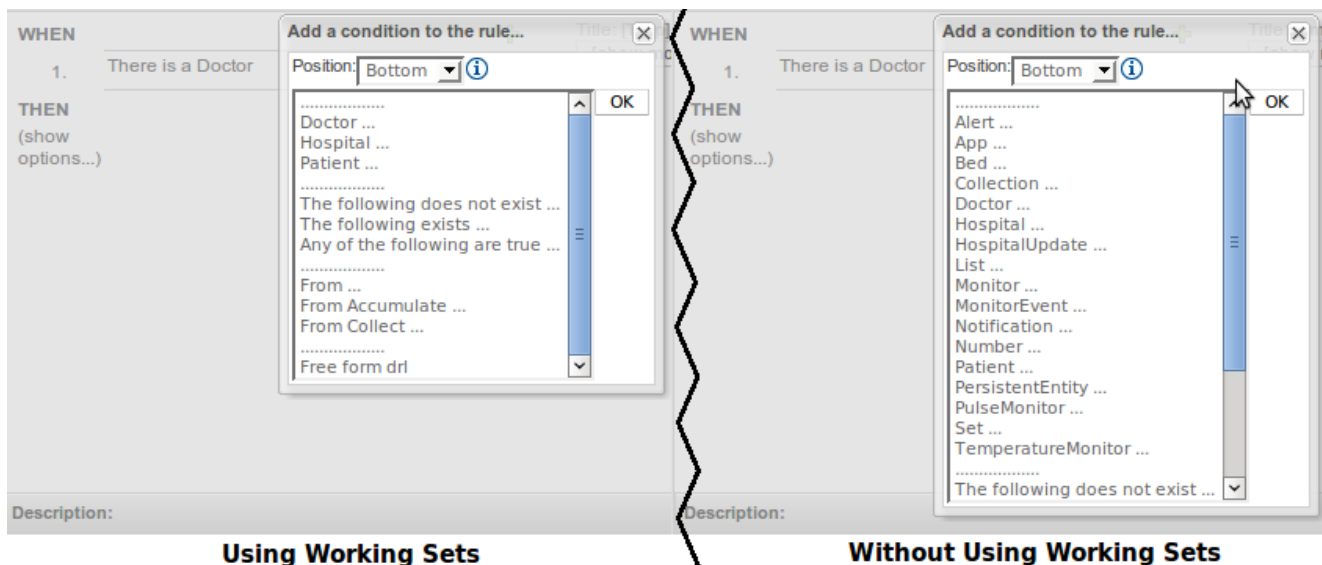 WHEN
Add a condition to the rule...
1.
There is a Doctor
Position: Bottom
THEN
(show
options...)
...................
Doctor ...
Hospital ...
Patient ...
...................
The following does not exist ...
The following exists ...
Any of the following are true ...
...................
From ...
From Accumulate ...
From Collect ...
...................
Free form drl
OK
Description:
Using Working Sets
WHEN
Add a condition to the rule...
1.
There is a Doctor
Position: Bottom
THEN
(show
options...)
...................
Alert ...
App ...
Bed ...
Collection ...
Doctor ...
Hospital ...
HospitalUpdate ...
List ...
Monitor ...
MonitorEvent ...
Notification ...
Number ...
Patient ...
PersistentEntity ...
PulseMonitor ...
Set ...
TemperatureMonitor ...
...................
The following does not exist ...
OK
Description:
Without Using Working Sets